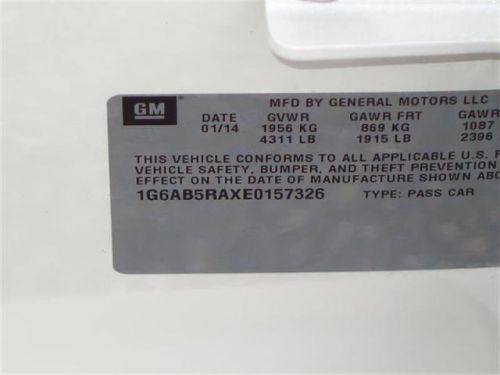 GM
MFD BY GENERAL MOTORS LLC
DATE GVWR GAWR FRT GAWR
01/14 1956 KG 869 KG 1087
4311 LB 1915 LB 2396
THIS VEHICLE CONFORMS TO ALL APPLICABLE U.S. F
VEHICLE SAFETY, BUMPER, AND THEFT PREVENTION
EFFECT ON THE DATE OF MANUFACTURE SHOWN ABO
1G6AB5RAXE0157326 TYPE: PASS CAR